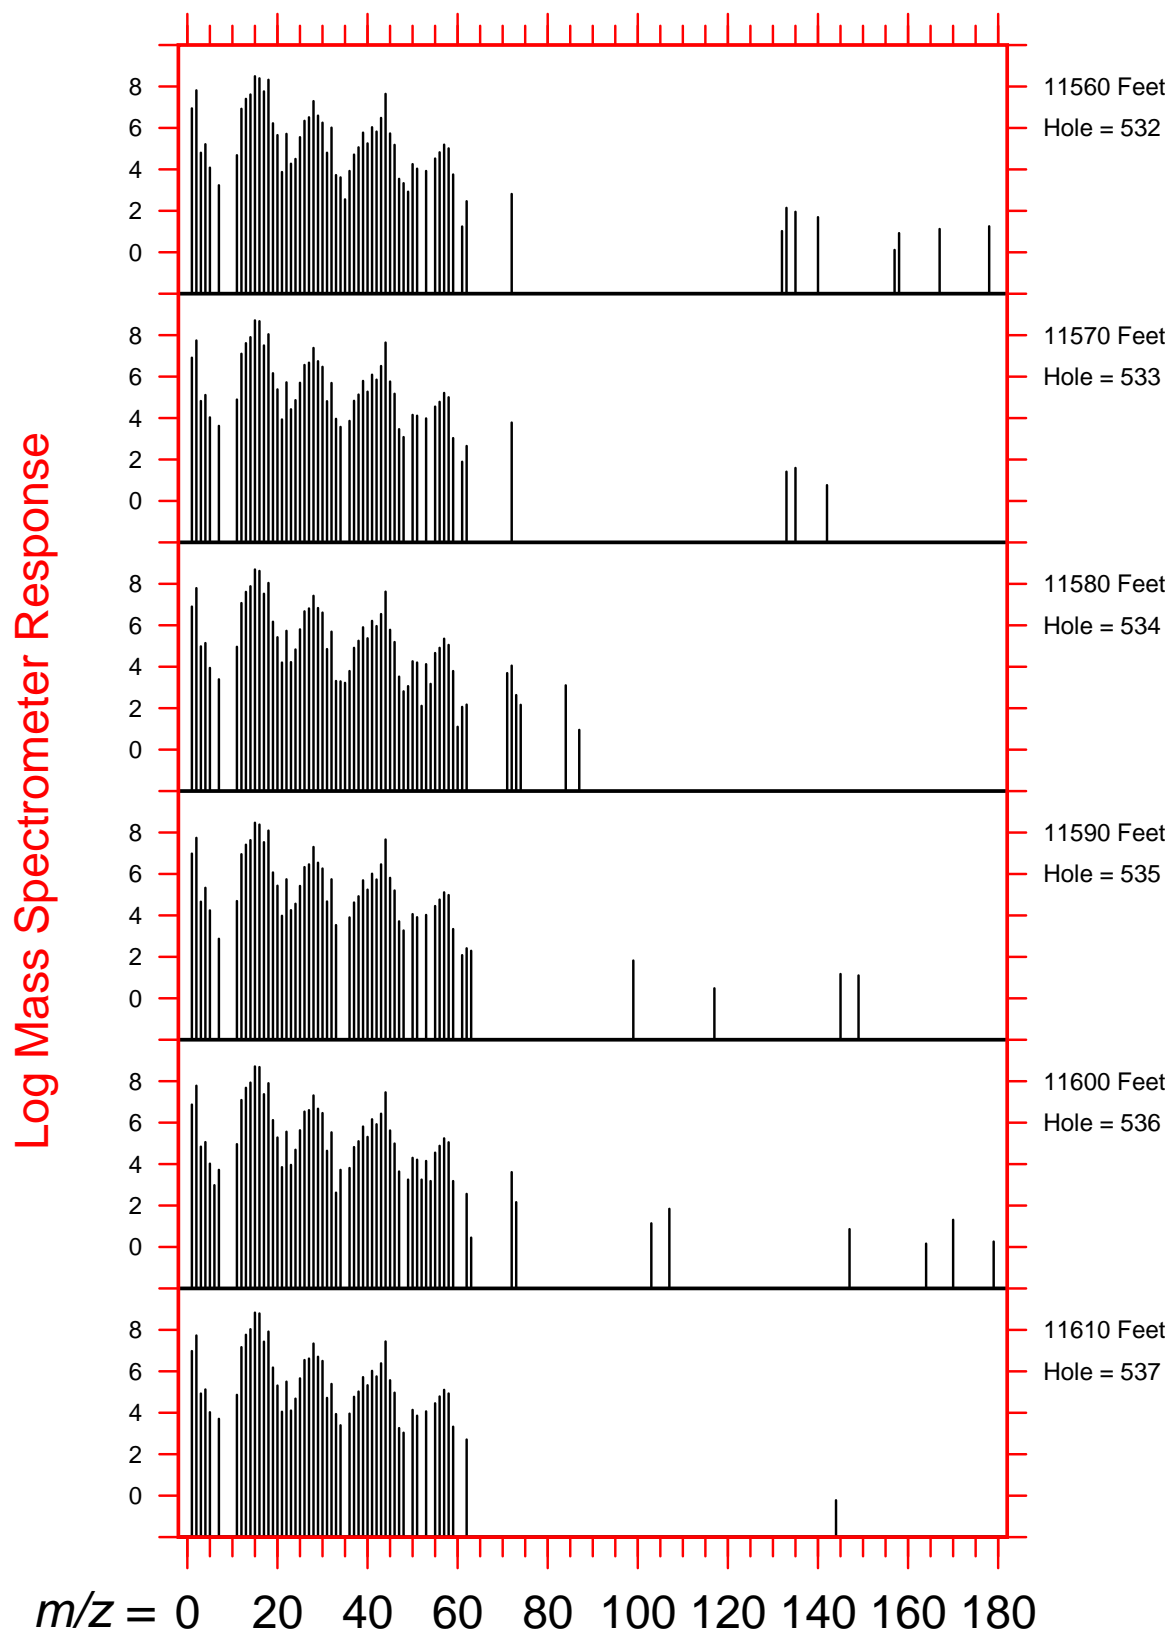 8
6
4
2
0
11560 Feet
Hole = 532
8
6
4
2
0
11570 Feet
Hole = 533
8
6
4
2
0
11580 Feet
Hole = 534
8
6
4
2
0
11590 Feet
Hole = 535
8
6
4
2
0
11600 Feet
Hole = 536
8
6
4
2
0
11610 Feet
Hole = 537
Log Mass Spectrometer Response
m/z = 0 20 40 60 80 100 120 140 160 180